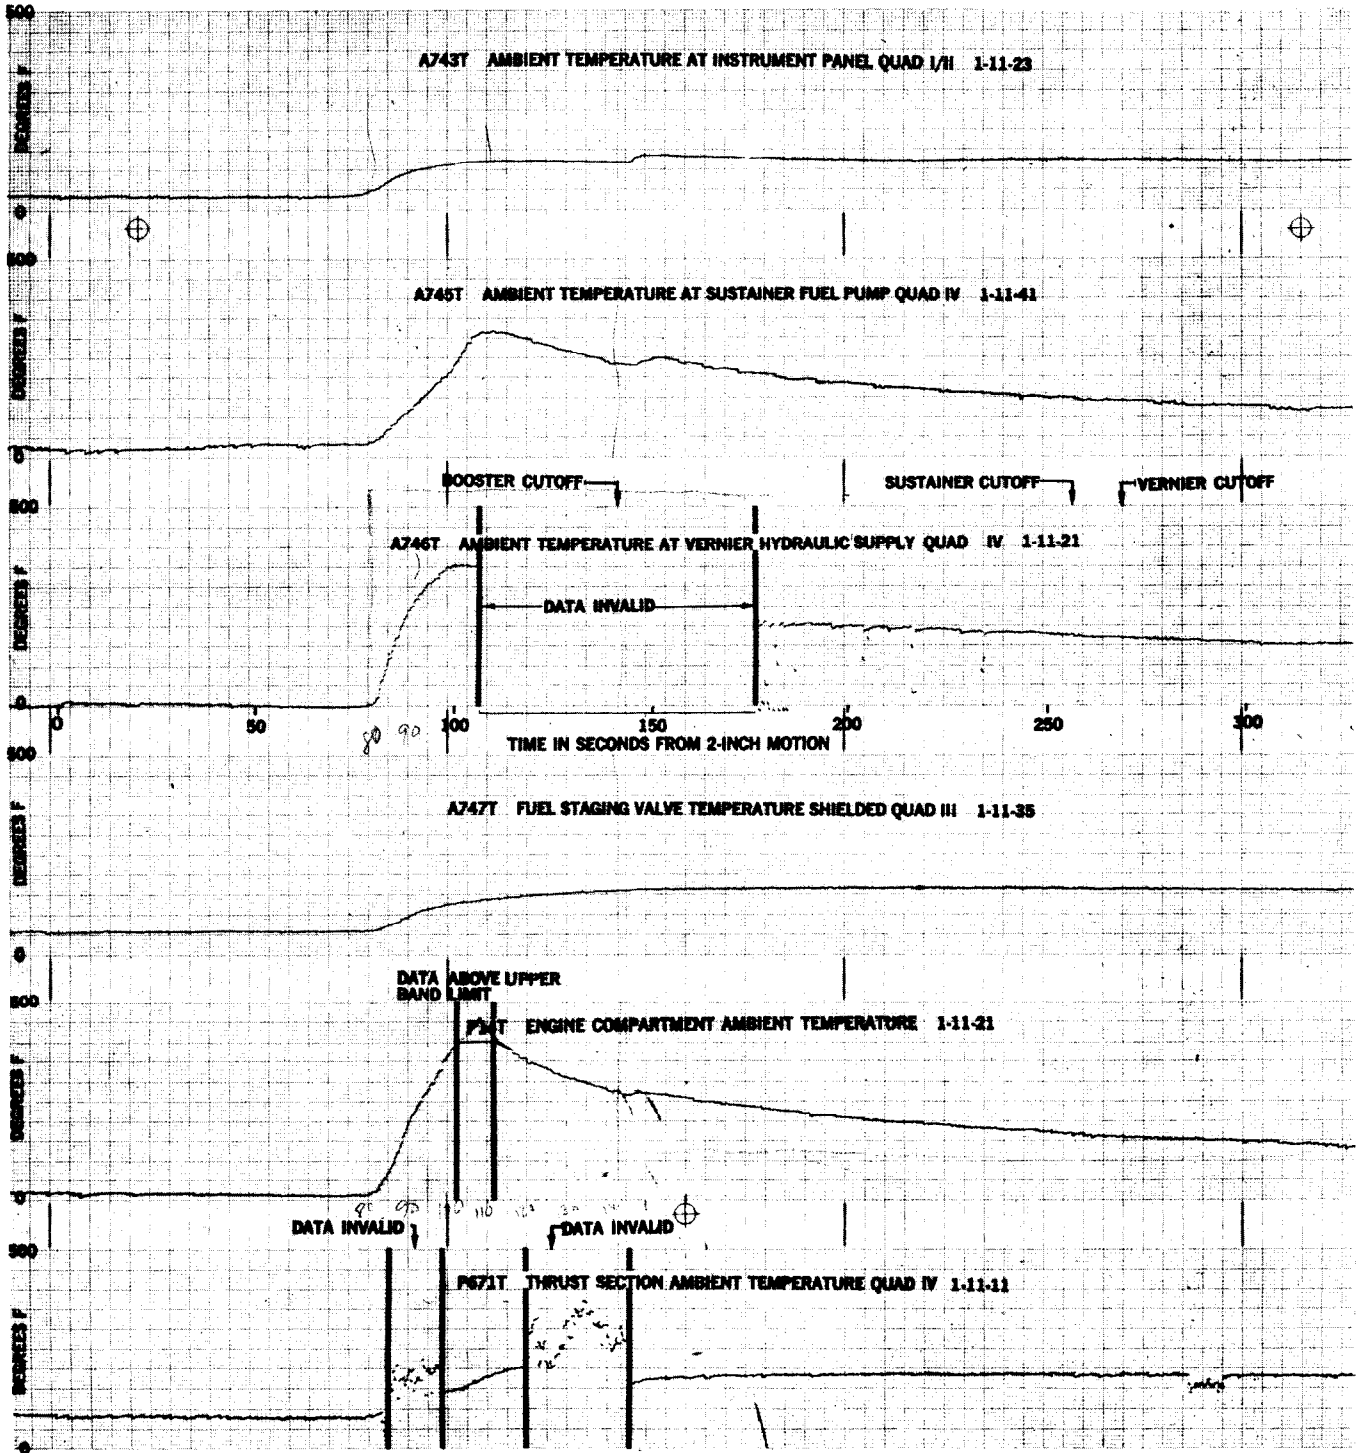 500
A743T AMBIENT TEMPERATURE AT INSTRUMENT PANEL QUAD I/II 1-11-23
DEGREES F
0
500
A745T AMBIENT TEMPERATURE AT SUSTAINER FUEL PUMP QUAD IV 1-11-41
DEGREES F
0
BOOSTER CUTOFF
SUSTAINER CUTOFF
VERNIER CUTOFF
500
A746T AMBIENT TEMPERATURE AT VERNIER HYDRAULIC SUPPLY QUAD IV 1-11-21
DEGREES F
DATA INVALID
0
0 50 100 150 200 250 300
80 90
TIME IN SECONDS FROM 2-INCH MOTION
500
A747T FUEL STAGING VALVE TEMPERATURE SHIELDED QUAD III 1-11-35
DEGREES F
0
DATA ABOVE UPPER
BAND LIMIT
500
ENGINE COMPARTMENT AMBIENT TEMPERATURE 1-11-21
DEGREES F
0
80 90 110
DATA INVALID
DATA INVALID
500
P671T THRUST SECTION AMBIENT TEMPERATURE QUAD IV 1-11-11
DEGREES F
0